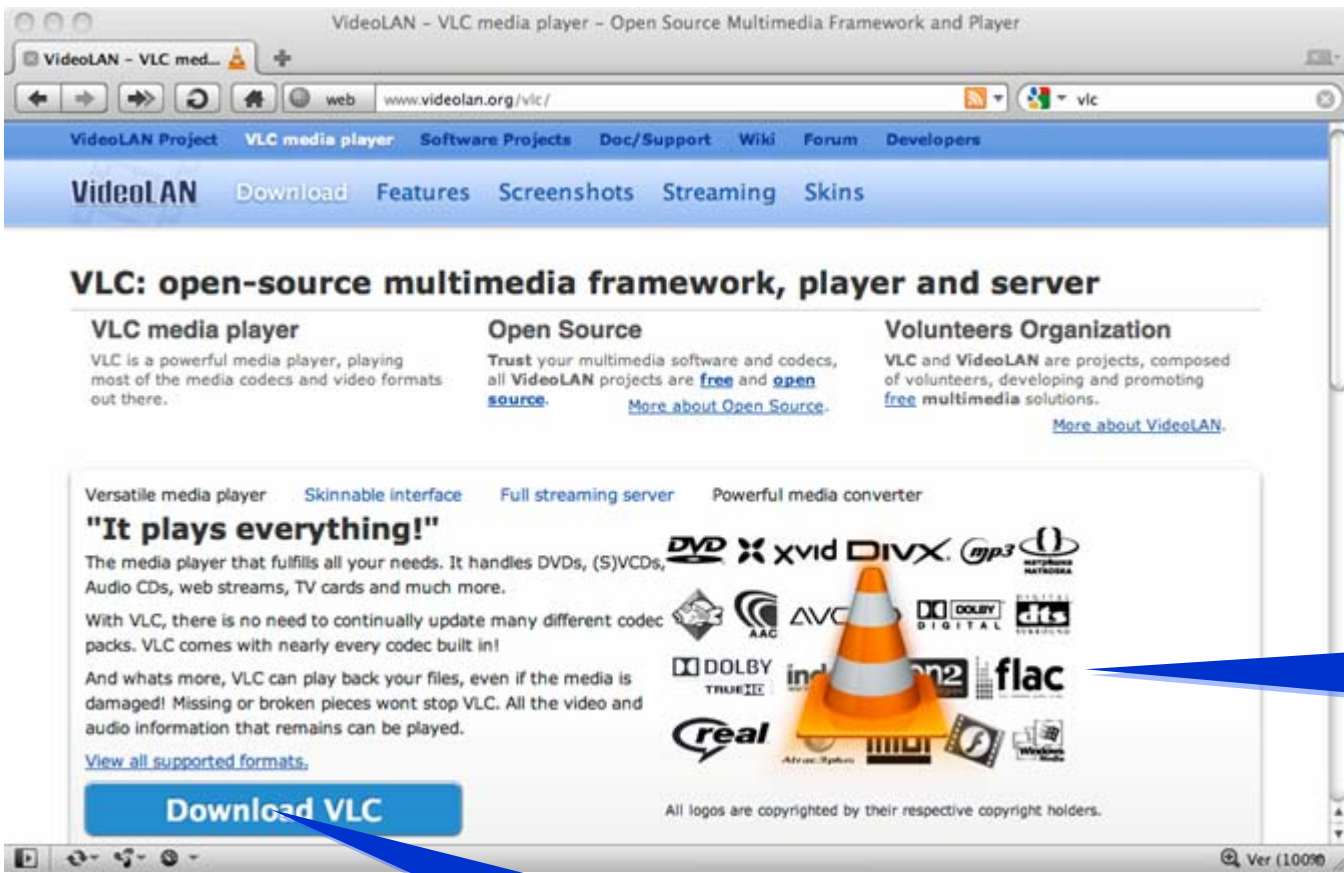 VideoLAN - VLC media player - Open Source Multimedia Framework and Player
VideoLAN - VLC med...
web www.videolan.org/vlc/ vlc
VideoLAN Project VLC media player Software Projects Doc/Support Wiki Forum Developers
VideoLAN Download Features Screenshots Streaming Skins
VLC: open-source multimedia framework, player and server
VLC media player
VLC is a powerful media player, playing
most of the media codecs and video formats
out there.
Open Source
Trust your multimedia software and codecs,
all VideoLAN projects are free and open
source. More about Open Source.
Volunteers Organization
VLC and VideoLAN are projects, composed
of volunteers, developing and promoting
free multimedia solutions.
More about VideoLAN.
Versatile media player Skinnable interface Full streaming server Powerful media converter
"It plays everything!"
The media player that fulfills all your needs. It handles DVDs, (S)VCDs,
Audio CDs, web streams, TV cards and much more.
With VLC, there is no need to continually update many different codec
packs. VLC comes with nearly every codec built in!
And whats more, VLC can play back your files, even if the media is
damaged! Missing or broken pieces wont stop VLC. All the video and
audio information that remains can be played.
View all supported formats.
Download VLC
DVD xvid DIVX mp3
AAC AVC DOLBY DIGITAL DIGITAL dts SURROUND
DOLBY TRUEHD flac
real midi Windows Media
All logos are copyrighted by their respective copyright holders.
Ver (100%